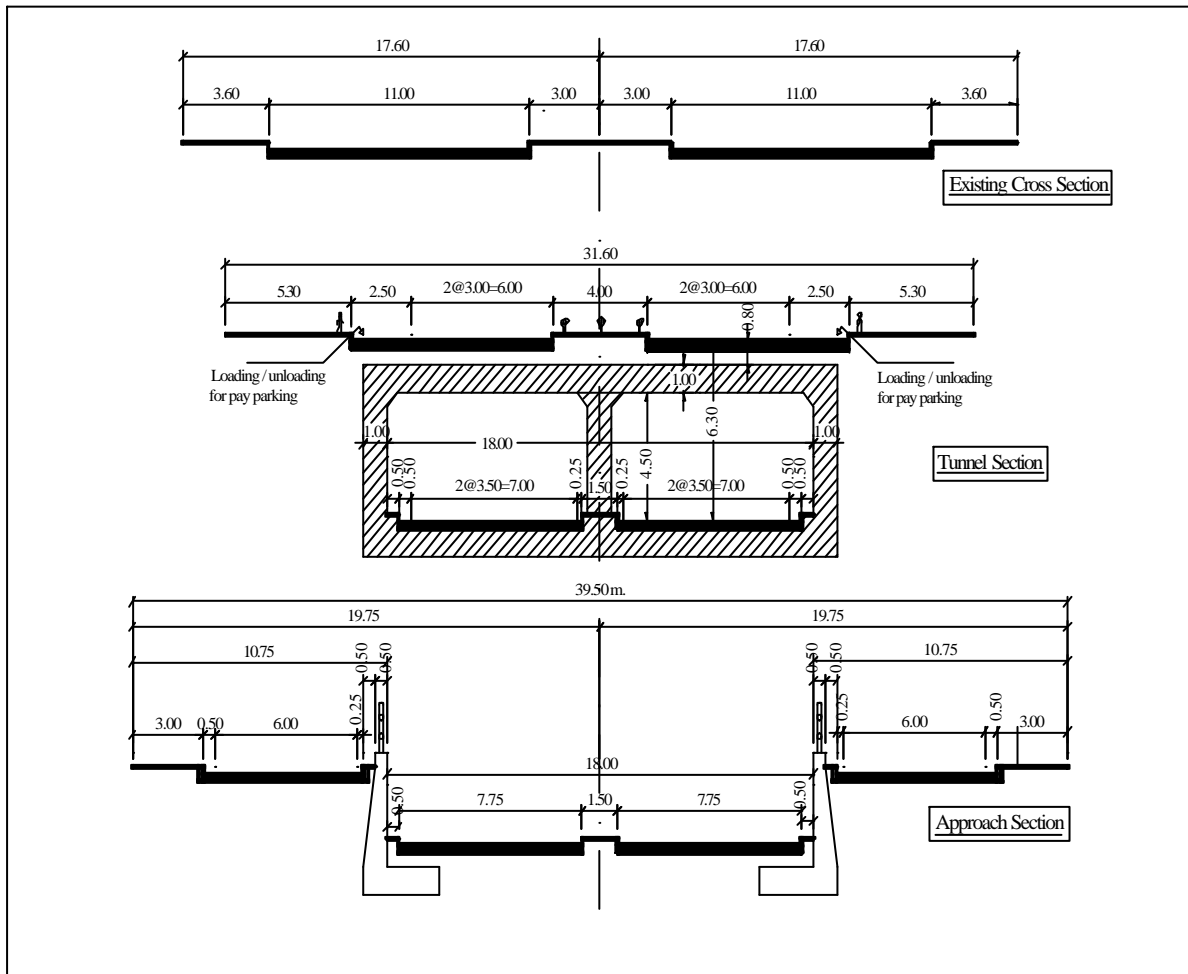 17.60 17.60
3.60 11.00 3.00 3.00 11.00 3.60
Existing Cross Section
31.60
5.30 2.50 2@3.00=6.00 4.00 2@3.00=6.00 2.50 5.30
0.80
Loading / unloading
for pay parking
Loading / unloading
for pay parking
1.00
6.30
1.00 18.00 4.50 1.00
Tunnel Section
0.50 0.50 2@3.50=7.00 0.25 1.50 0.25 2@3.50=7.00 0.50 0.50
39.50 m.
19.75 19.75
10.75 0.50 0.50 0.50 0.50 10.75
3.00 0.50 6.00 0.25 0.25 6.00 0.50 3.00
18.00
0.50 7.75 1.50 7.75 0.50
Approach Section